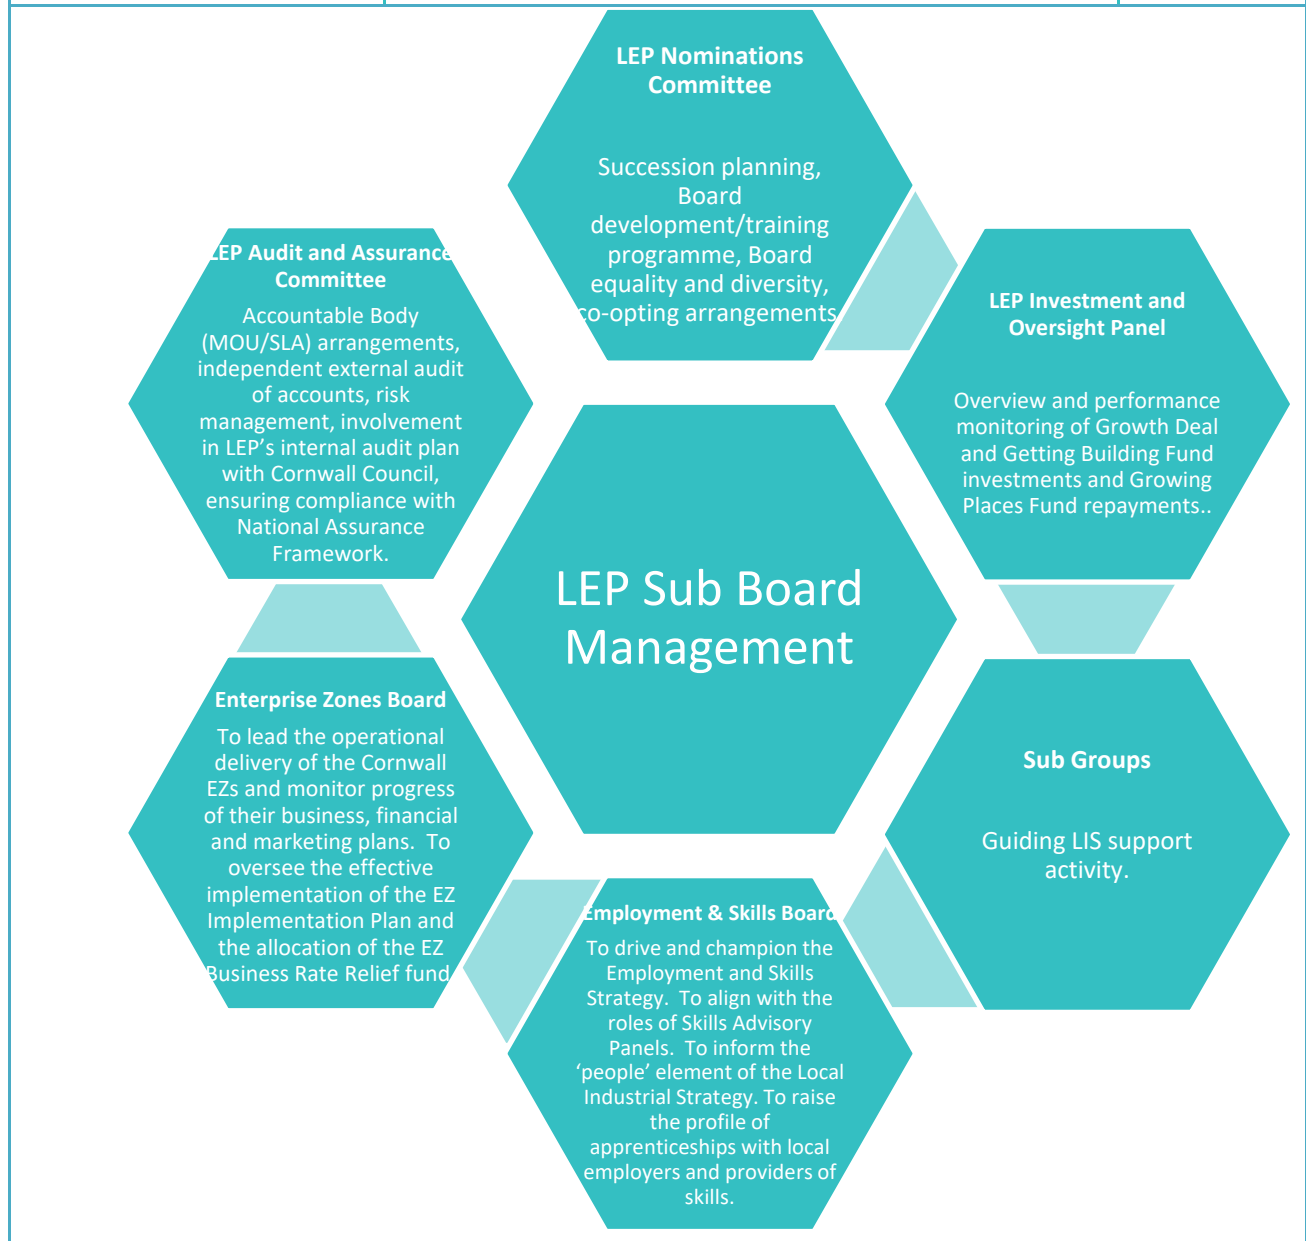 LEP Nominations
Committee
Succession planning,
Board
development/training
programme, Board
equality and diversity,
co-opting arrangements
LEP Investment and
Oversight Panel
Overview and performance
monitoring of Growth Deal
and Getting Building Fund
investments and Growing
Places Fund repayments..
Sub Groups
Guiding LIS support
activity.
Employment & Skills Board
To drive and champion the
Employment and Skills
Strategy. To align with the
roles of Skills Advisory
Panels. To inform the
‘people’ element of the Local
Industrial Strategy. To raise
the profile of
apprenticeships with local
employers and providers of
skills.
Enterprise Zones Board
To lead the operational
delivery of the Cornwall
EZs and monitor progress
of their business, financial
and marketing plans. To
oversee the effective
implementation of the EZ
Implementation Plan and
the allocation of the EZ
Business Rate Relief fund.
LEP Audit and Assurance
Committee
Accountable Body
(MOU/SLA) arrangements,
independent external audit
of accounts, risk
management, involvement
in LEP’s internal audit plan
with Cornwall Council,
ensuring compliance with
National Assurance
Framework.
LEP Sub Board
Management